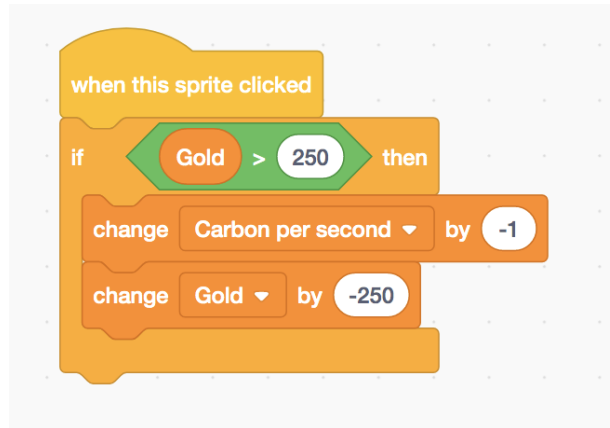 when this sprite clicked
if Gold > 250 then
change Carbon per second by -1
change Gold by -250